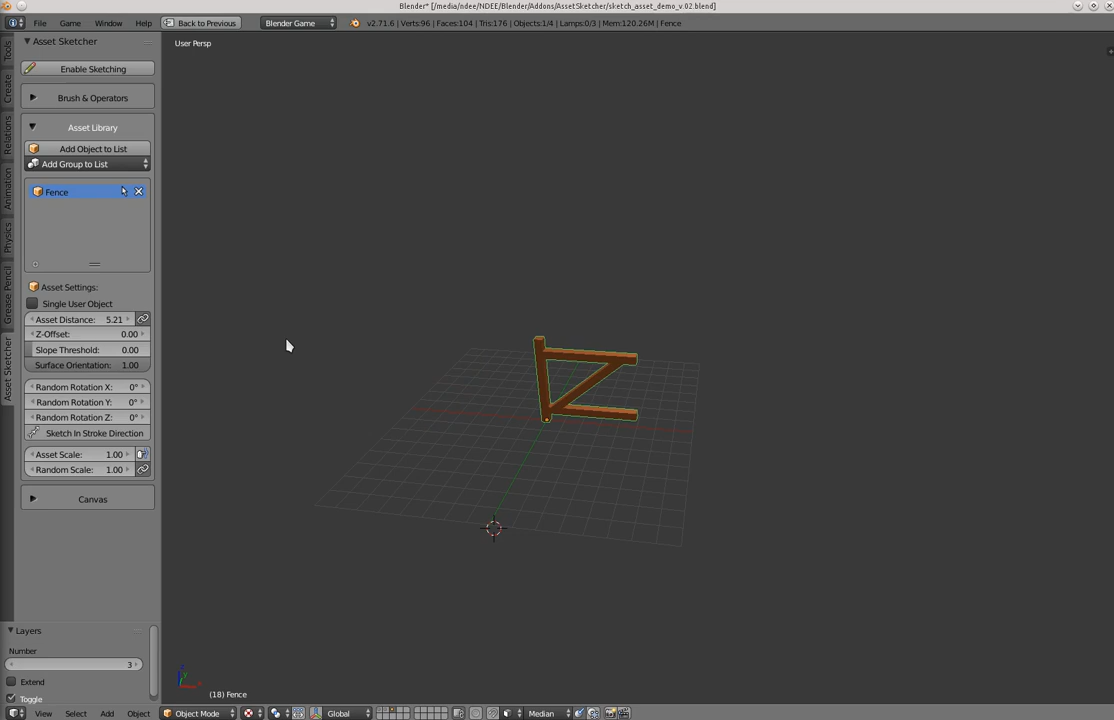 Blender* [/media/ndee/NDEE/Blender/Addons/AssetSketcher/sketch_asset_demo_v.02.blend]
File Game Window Help Back to Previous Blender Game v2.71.6 | Verts:96 | Faces:104 | Tris:176 | Objects:1/4 | Lamps:0/3 | Mem:120.26M | Fence
Tools
Create
Relations
Animation
Physics
Grease Pencil
Asset Sketcher
Asset Sketcher
Enable Sketching
Brush & Operators
Asset Library
Add Object to List
Add Group to List
Fence
Asset Settings:
Single User Object
Asset Distance: 5.21
Z-Offset: 0.00
Slope Threshold: 0.00
Surface Orientation: 1.00
Random Rotation X: 0°
Random Rotation Y: 0°
Random Rotation Z: 0°
Sketch In Stroke Direction
Asset Scale: 1.00
Random Scale: 1.00
Canvas
Layers
Number
3
Extend
Toggle
User Persp
(18) Fence
View Select Add Object Object Mode Global Median